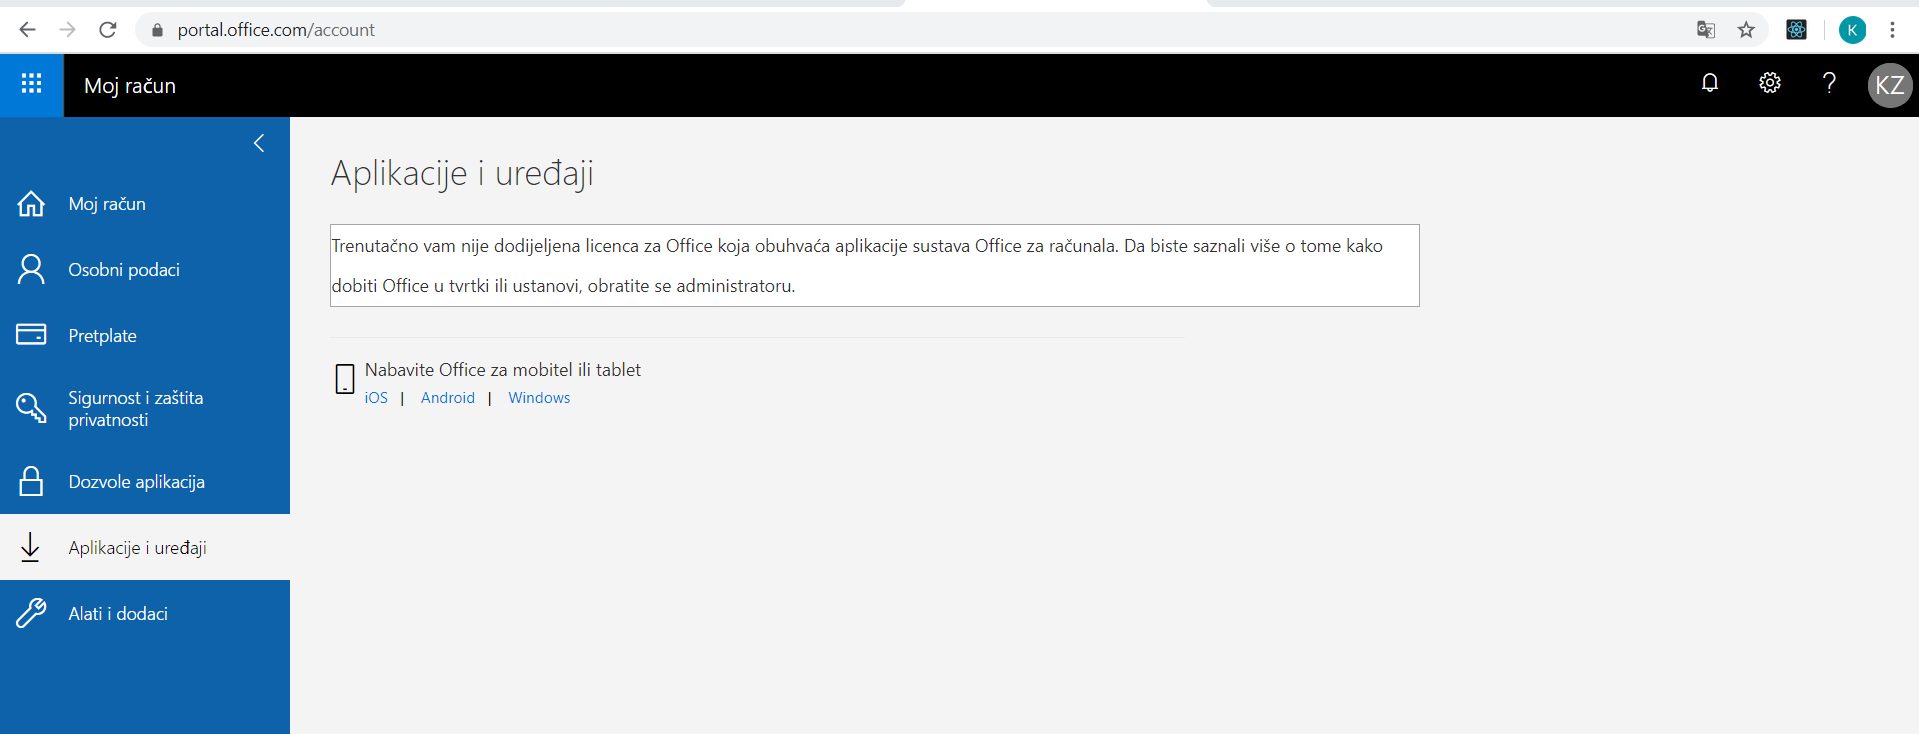 portal.office.com/account
K
Moj račun
?
KZ
Moj račun
Osobni podaci
Pretplate
Sigurnost i zaštita
privatnosti
Dozvole aplikacija
Aplikacije i uređaji
Alati i dodaci
Aplikacije i uređaji
Trenutačno vam nije dodijeljena licenca za Office koja obuhvaća aplikacije sustava Office za računala. Da biste saznali više o tome kako
dobiti Office u tvrtki ili ustanovi, obratite se administratoru.
Nabavite Office za mobitel ili tablet
iOS | Android | Windows